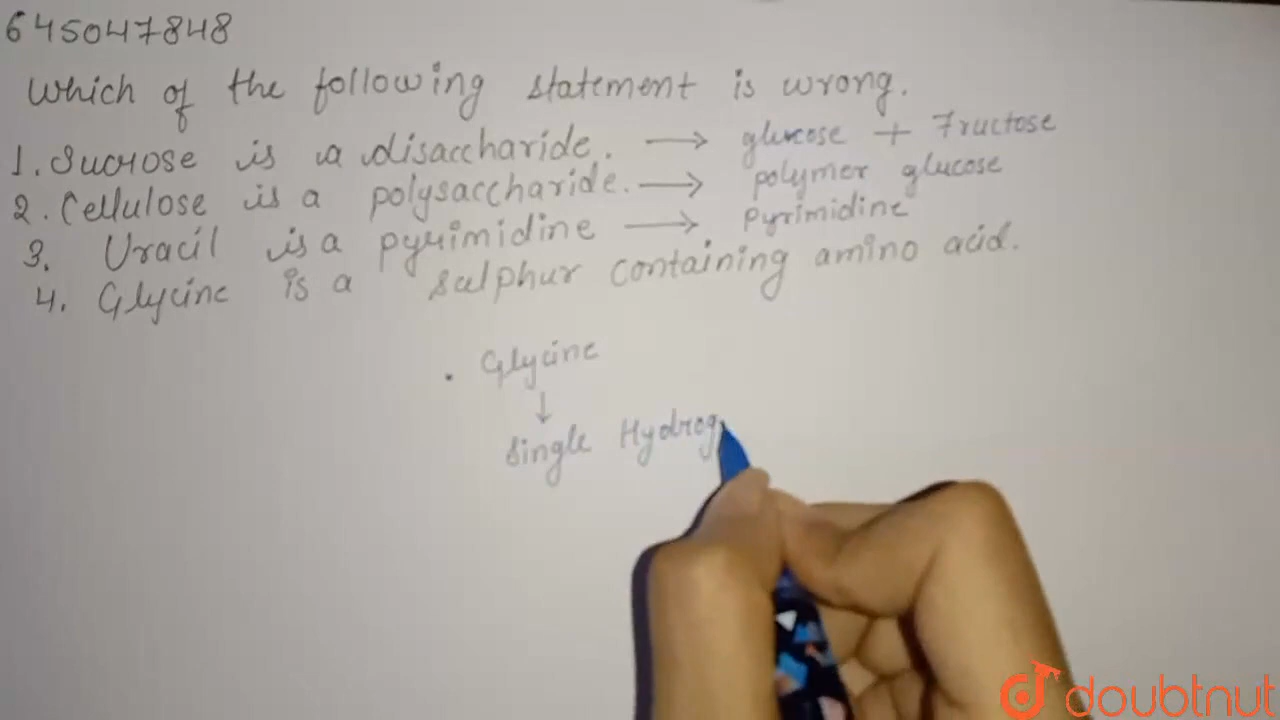 645047848
Which of the following statement is wrong.
1. Sucrose is a disaccharide. → glucose + Fructose
2. Cellulose is a polysaccharide. → polymer glucose
3. Uracil is a pyrimidine → Pyrimidine
4. Glycine is a sulphur containing amino acid.
. Glycine
↓
Single Hydrog
doubtnut